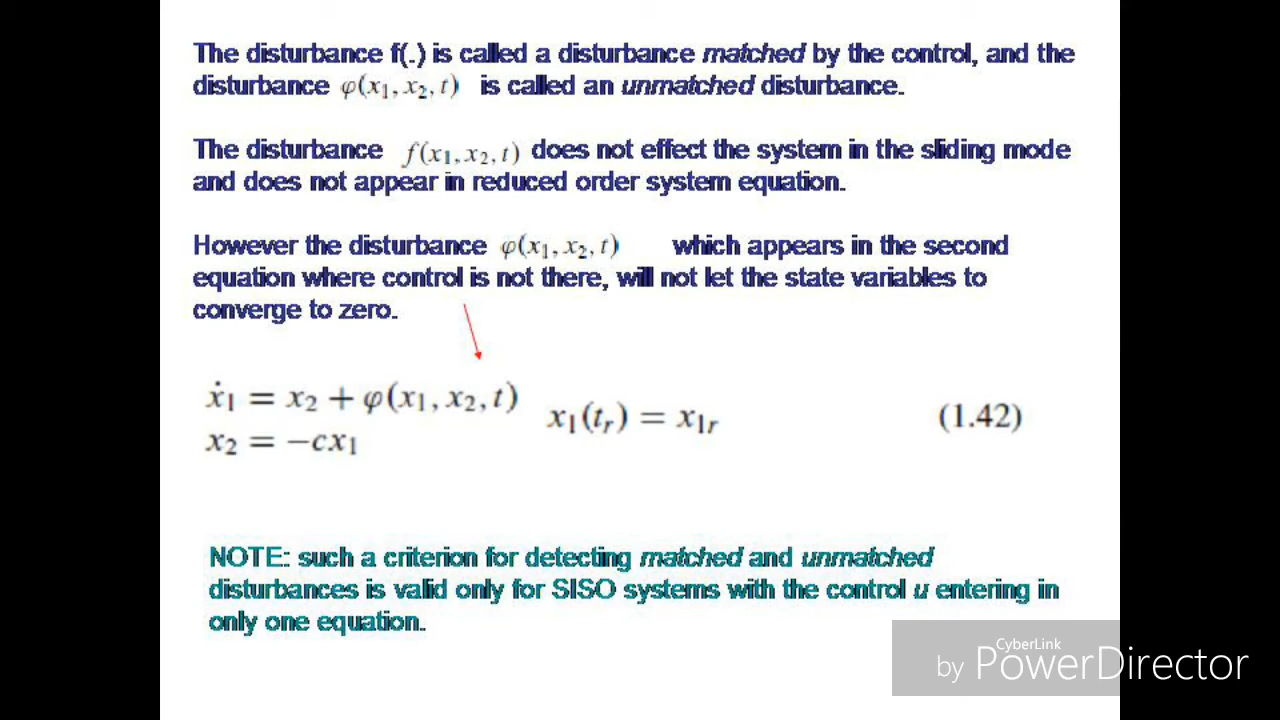 The disturbance f(.) is called a disturbance matched by the control, and the
disturbance φ(x₁, x₂, t) is called an unmatched disturbance.
The disturbance f(x₁, x₂, t) does not effect the system in the sliding mode
and does not appear in reduced order system equation.
However the disturbance φ(x₁, x₂, t) which appears in the second
equation where control is not there, will not let the state variables to
converge to zero.
ẋ₁ = x₂ + φ(x₁, x₂, t)
x₂ = −cx₁
x₁(tᵣ) = x₁ᵣ (1.42)
NOTE: such a criterion for detecting matched and unmatched
disturbances is valid only for SISO systems with the control u entering in
only one equation.
CyberLink
by PowerDirector